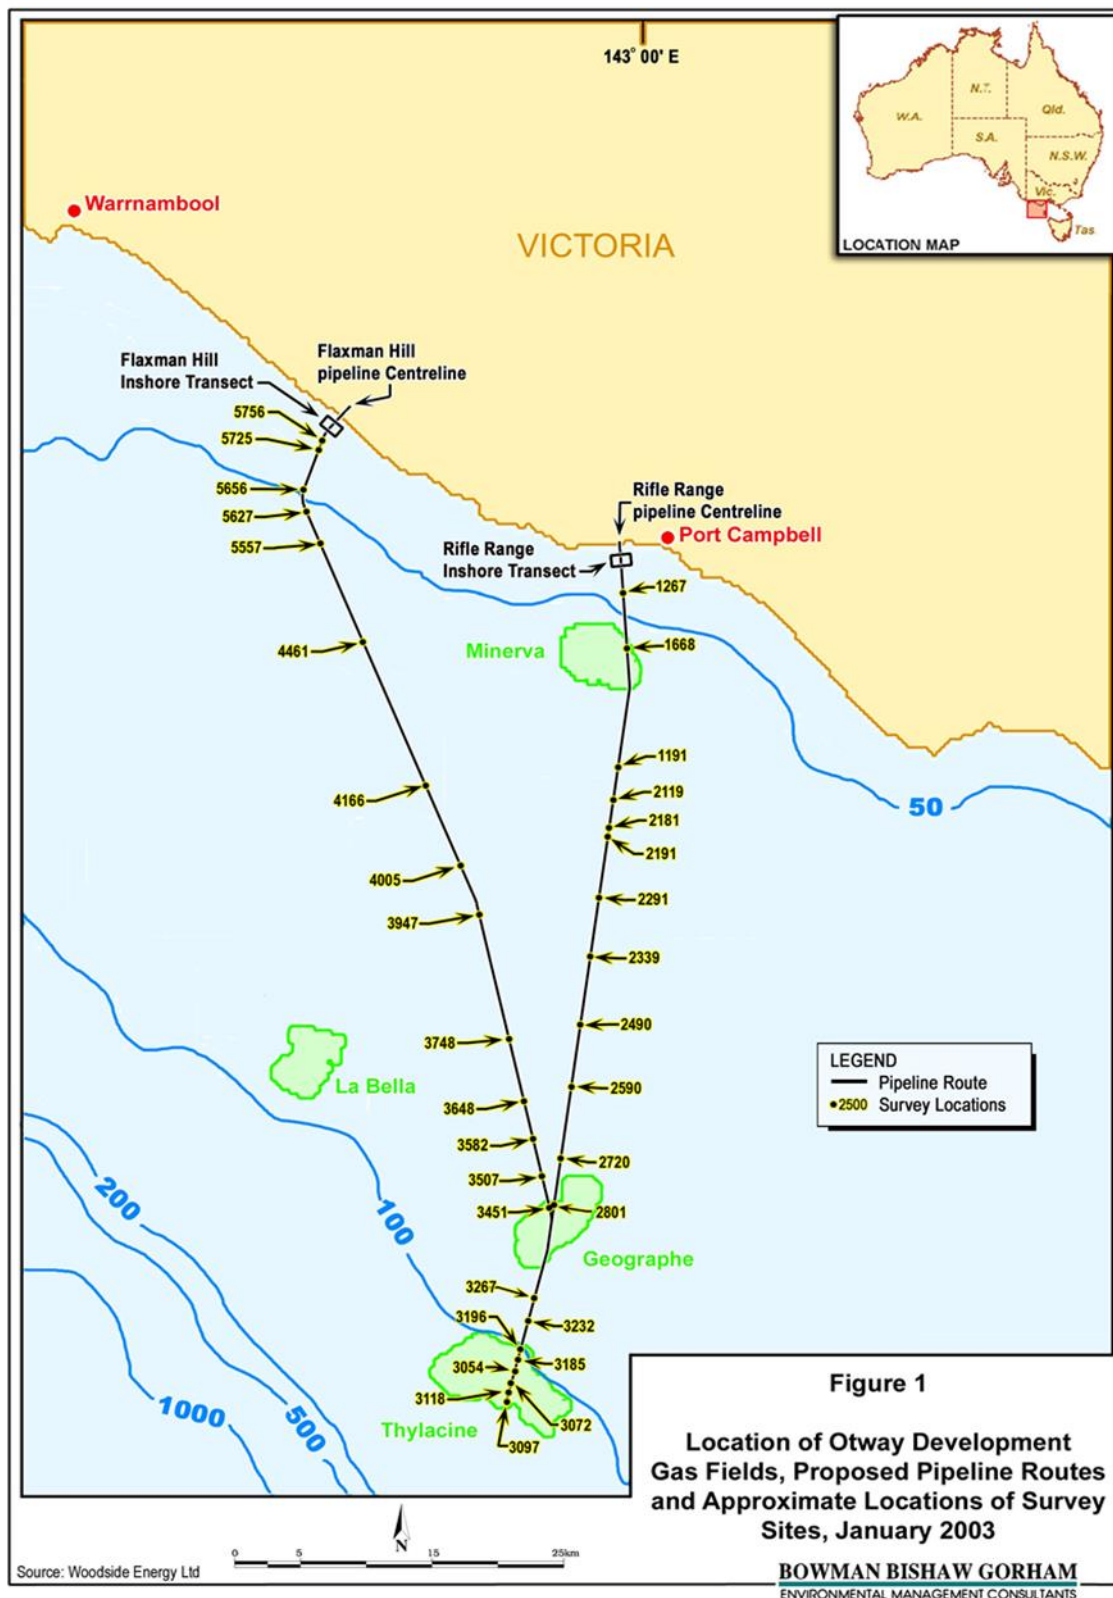 143° 00' E
N.T.
Qld.
W.A.
S.A.
N.S.W.
Vic.
Tas
LOCATION MAP
Warrnambool
VICTORIA
Flaxman Hill
Inshore Transect
Flaxman Hill
pipeline Centreline
5756
5725
5656
5627
5557
Rifle Range
pipeline Centreline
Port Campbell
Rifle Range
Inshore Transect
1267
4461
Minerva
1668
1191
4166
2119
50
2181
2191
4005
2291
3947
2339
2490
3748
La Bella
2590
3648
3582
2720
3507
3451
2801
200
100
Geographe
3267
3196
3232
3054
3185
3118
3072
Thylacine
3097
1000
500
LEGEND
Pipeline Route
2500 Survey Locations
Figure 1
Location of Otway Development
Gas Fields, Proposed Pipeline Routes
and Approximate Locations of Survey
Sites, January 2003
N
0 5 15 25km
Source: Woodside Energy Ltd
BOWMAN BISHAW GORHAM
ENVIRONMENTAL MANAGEMENT CONSULTANTS